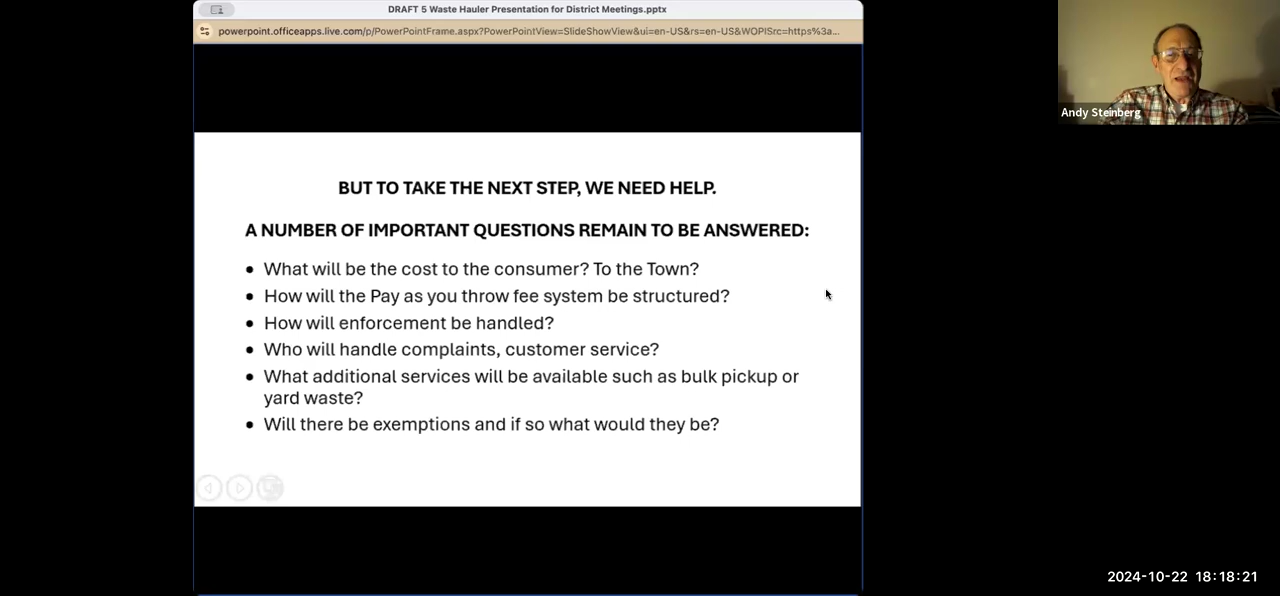 DRAFT 5 Waste Hauler Presentation for District Meetings.pptx
powerpoint.officeapps.live.com/p/PowerPointFrame.aspx?PowerPointView=SlideShowView&ui=en-US&rs=en-US&WOPISrc=https%3a...
Andy Steinberg
BUT TO TAKE THE NEXT STEP, WE NEED HELP.
A NUMBER OF IMPORTANT QUESTIONS REMAIN TO BE ANSWERED:
• What will be the cost to the consumer? To the Town?
• How will the Pay as you throw fee system be structured?
• How will enforcement be handled?
• Who will handle complaints, customer service?
• What additional services will be available such as bulk pickup or
yard waste?
• Will there be exemptions and if so what would they be?
2024-10-22 18:18:21